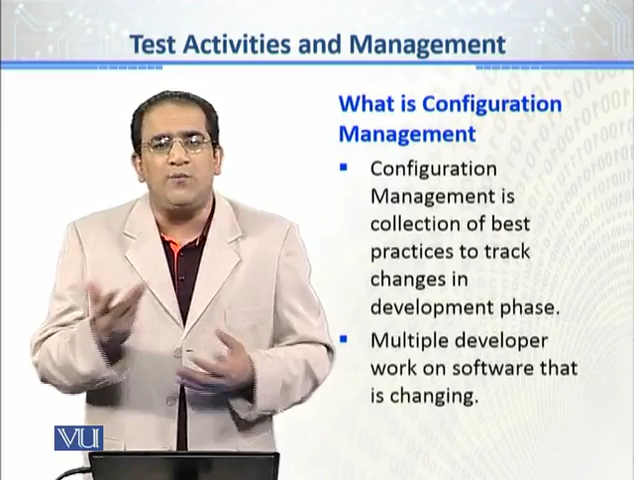 Test Activities and Management
What is Configuration
Management
Configuration
Management is
collection of best
practices to track
changes in
development phase.
Multiple developer
work on software that
is changing.
VU